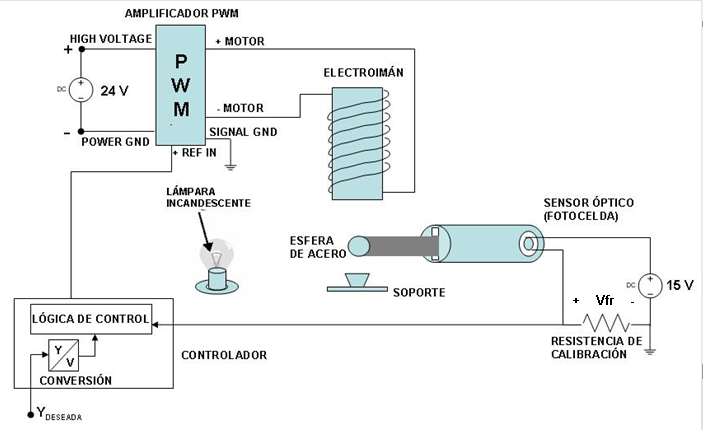 AMPLIFICADOR PWM
HIGH VOLTAGE
+ MOTOR
+
P
W
M
ELECTROIMÁN
DC
+
-
24 V
- MOTOR
-
POWER GND
SIGNAL GND
+ REF IN
LÁMPARA
INCANDESCENTE
SENSOR ÓPTICO
(FOTOCELDA)
ESFERA
DE ACERO
SOPORTE
DC
+
-
15 V
+ Vfr -
RESISTENCIA DE
CALIBRACIÓN
LÓGICA DE CONTROL
Y
V
CONVERSIÓN
CONTROLADOR
YDESEADA